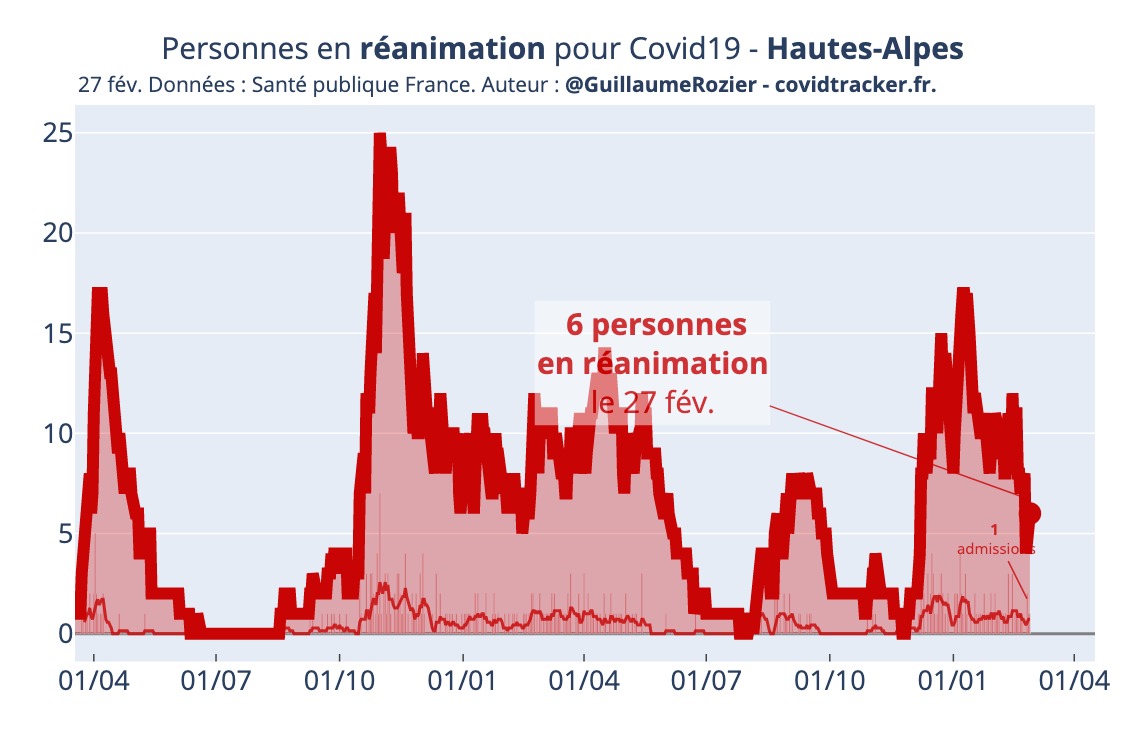 Personnes en réanimation pour Covid19 - Hautes-Alpes
27 fév. Données : Santé publique France. Auteur : @GuillaumeRozier - covidtracker.fr.
25
20
15
10
5
0
6 personnes
en réanimation
le 27 fév.
1
admissions
01/04 01/07 01/10 01/01 01/04 01/07 01/10 01/01 01/04